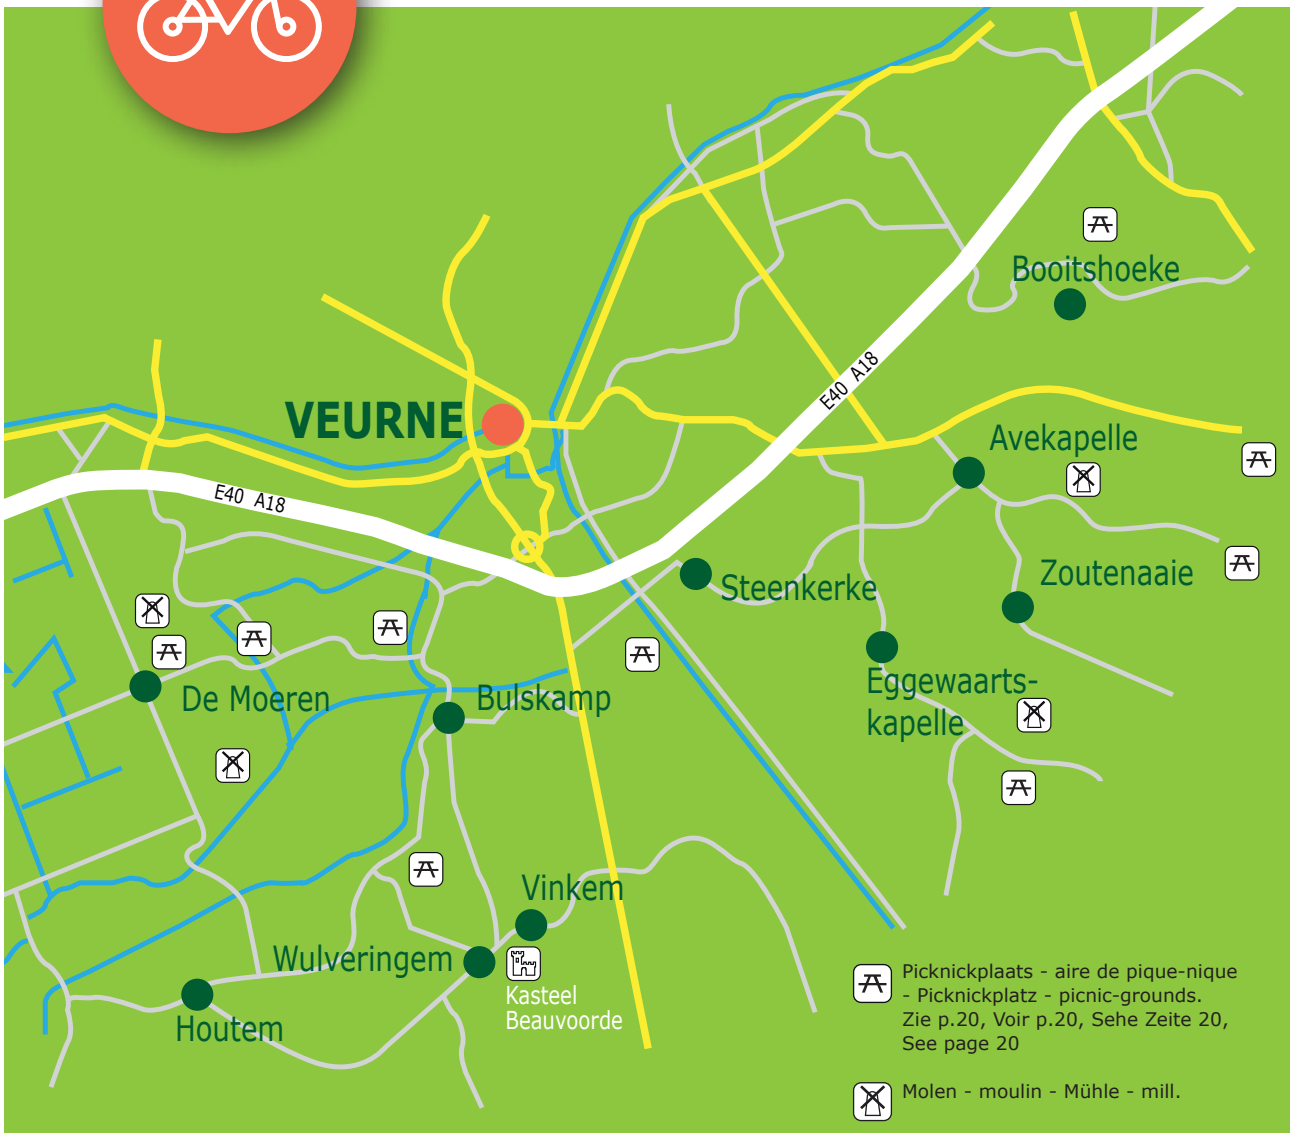 Booitshoeke
E40 A18
VEURNE
Avekapelle
E40 A18
Steenkerke
Zoutenaaie
De Moeren
Bulskamp
Eggewaarts-
kapelle
Vinkem
Wulveringem
Kasteel
Beauvoorde
Houtem
Picknickplaats - aire de pique-nique
- Picknickplatz - picnic-grounds.
Zie p.20, Voir p.20, Sehe Zeite 20,
See page 20
Molen - moulin - Mühle - mill.